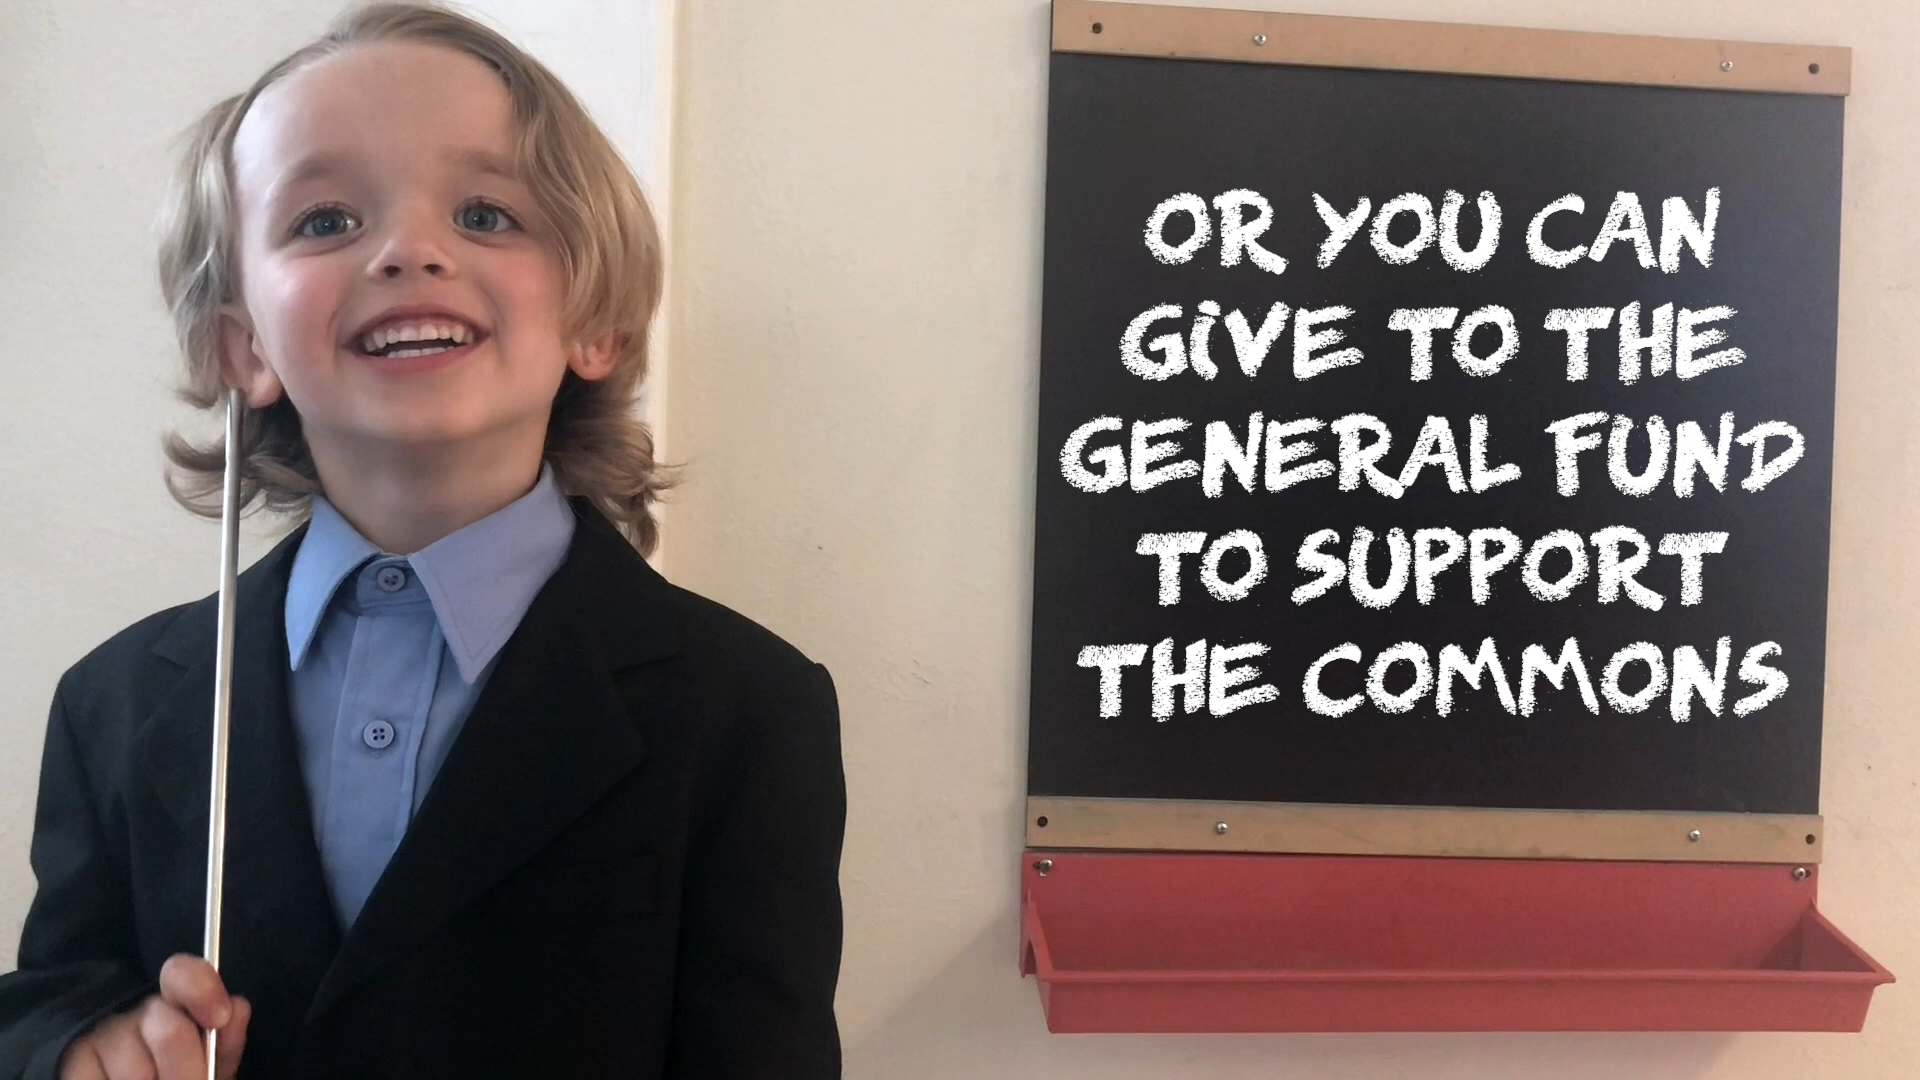 OR YOU CAN
GiVE TO THE
GENERAL FUND
TO SUPPORT
THE COMMONS